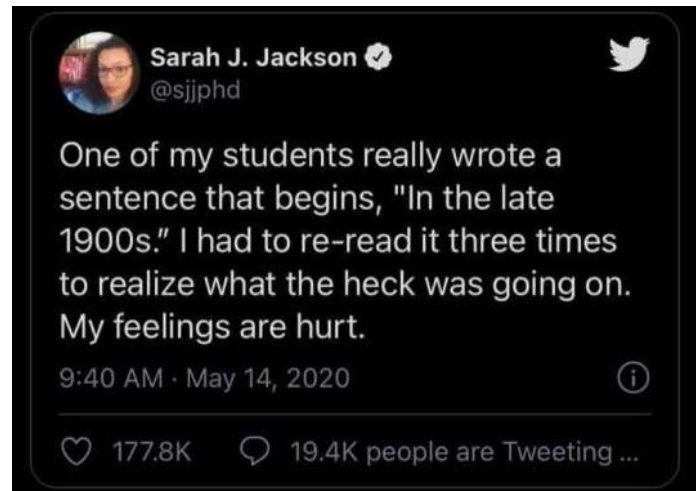 Sarah J. Jackson
@sjjphd
One of my students really wrote a
sentence that begins, "In the late
1900s.” I had to re-read it three times
to realize what the heck was going on.
My feelings are hurt.
9:40 AM · May 14, 2020
177.8K 19.4K people are Tweeting ...